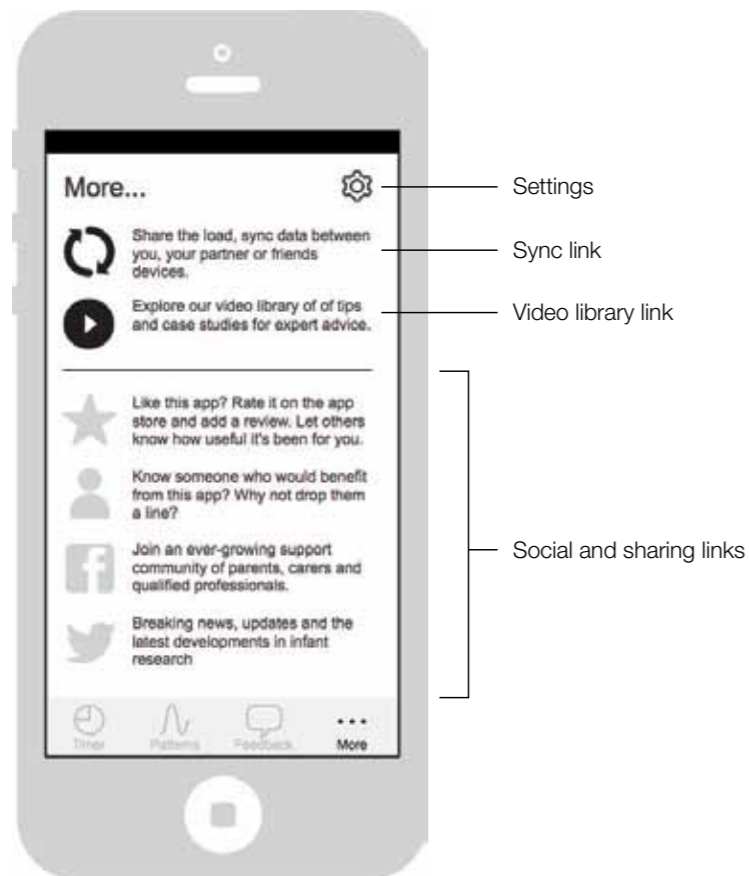 More...
Settings
Share the load, sync data between
you, your partner or friends
devices.
Sync link
Explore our video library of of tips
and case studies for expert advice.
Video library link
Like this app? Rate it on the app
store and add a review. Let others
know how useful it's been for you.
Know someone who would benefit
from this app? Why not drop them
a line?
Join an ever-growing support
community of parents, carers and
qualified professionals.
Social and sharing links
Breaking news, updates and the
latest developments in infant
research
Timer
Patterns
Feedback
More